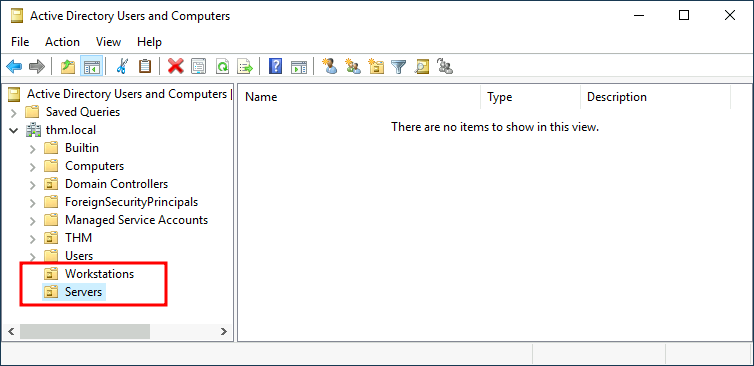 Active Directory Users and Computers
File Action View Help
Active Directory Users and Computers [
Saved Queries
thm.local
Builtin
Computers
Domain Controllers
ForeignSecurityPrincipals
Managed Service Accounts
THM
Users
Workstations
Servers
Name Type Description
There are no items to show in this view.